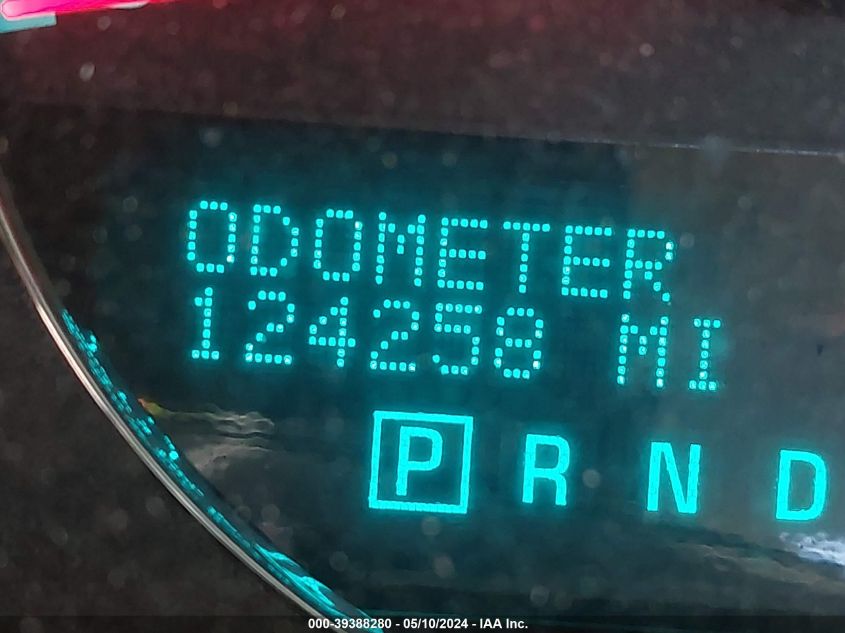 ODOMETER
124258 MI
P R N D
000-39388280 - 05/10/2024 - IAA Inc.